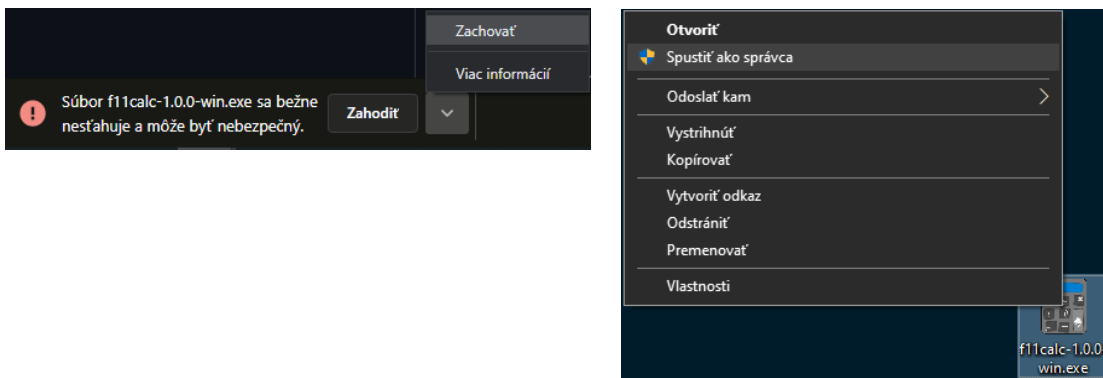 Zachovať
Viac informácií
Súbor f11calc-1.0.0-win.exe sa bežne
nesťahuje a môže byť nebezpečný.
Zahodiť
Otvoriť
Spustiť ako správca
Odoslať kam
Vystrihnúť
Kopírovať
Vytvoriť odkaz
Odstrániť
Premenovať
Vlastnosti
f11calc-1.0.0-
win.exe